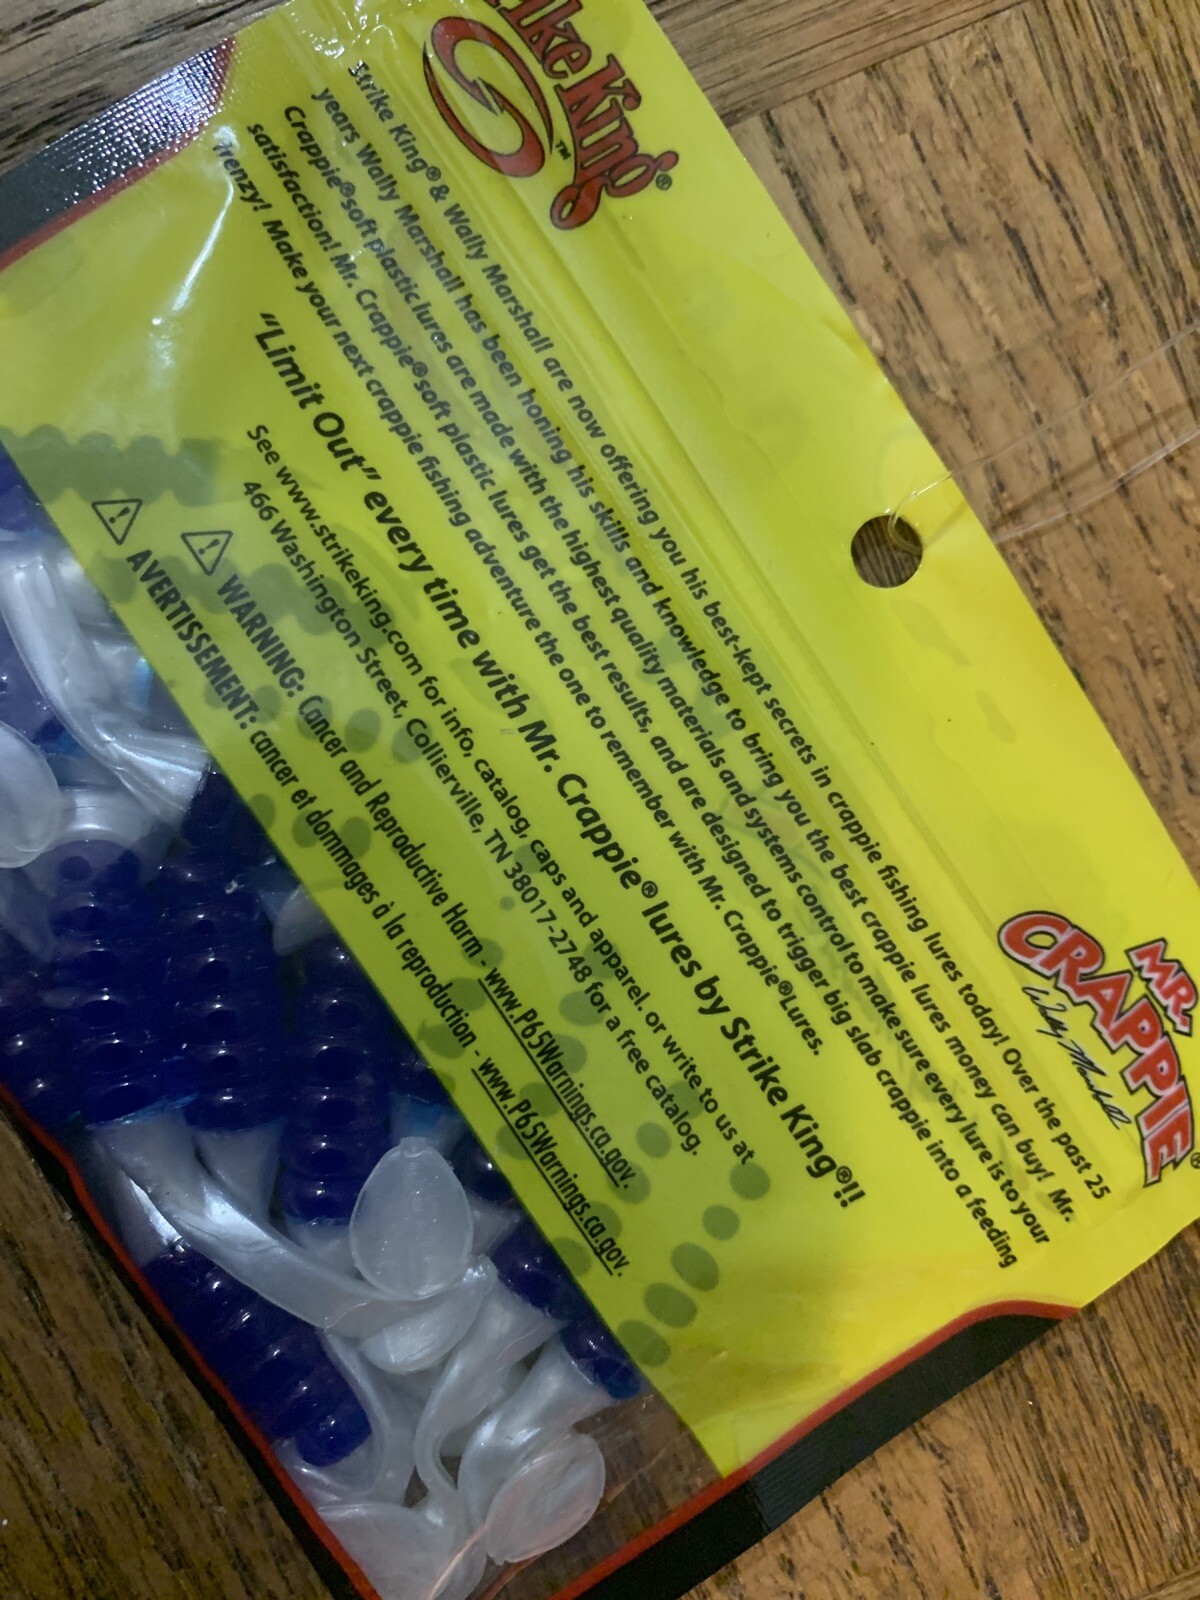 Strike King®
™
MR.
CRAPPIE®
Wally Marshall
Strike King® & Wally Marshall are now offering you his best-kept secrets in crappie fishing lures today! Over the past 25
years Wally Marshall has been honing his skills and knowledge to bring you the best crappie lures money can buy! Mr.
Crappie® soft plastic lures are made with the highest quality materials and systems control to make sure every lure is to your
satisfaction! Mr. Crappie® soft plastic lures get the best results, and are designed to trigger big slab crappie into a feeding
frenzy! Make your next crappie fishing adventure the one to remember with Mr. Crappie® Lures.
"Limit Out" every time with Mr. Crappie® lures by Strike King®!!
See www.strikeking.com for info, catalog, caps and apparel. or write to us at
466 Washington Street, Collierville, TN 38017-2748 for a free catalog.
WARNING: Cancer and Reproductive Harm - www.P65Warnings.ca.gov.
AVERTISSEMENT: cancer et dommages à la reproduction - www.P65Warnings.ca.gov.